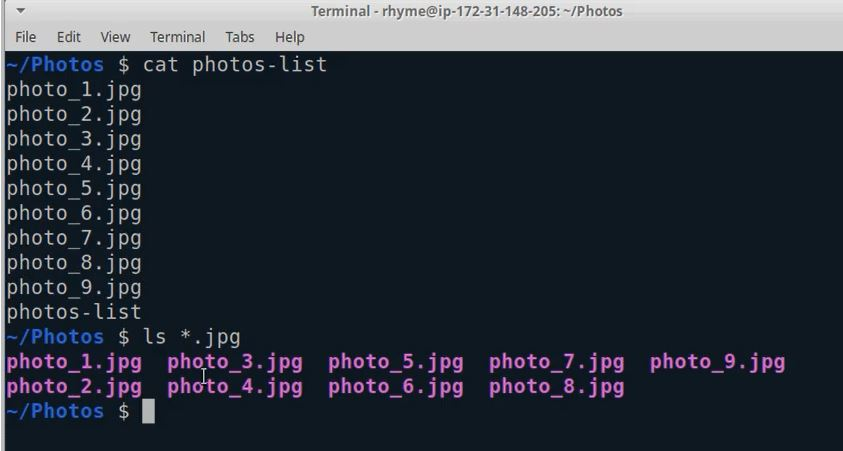 Terminal - rhyme@ip-172-31-148-205: ~/Photos
File Edit View Terminal Tabs Help
~/Photos $ cat photos-list
photo_1.jpg
photo_2.jpg
photo_3.jpg
photo_4.jpg
photo_5.jpg
photo_6.jpg
photo_7.jpg
photo_8.jpg
photo_9.jpg
photos-list
~/Photos $ ls *.jpg
photo_1.jpg photo_3.jpg photo_5.jpg photo_7.jpg photo_9.jpg
photo_2.jpg photo_4.jpg photo_6.jpg photo_8.jpg
~/Photos $